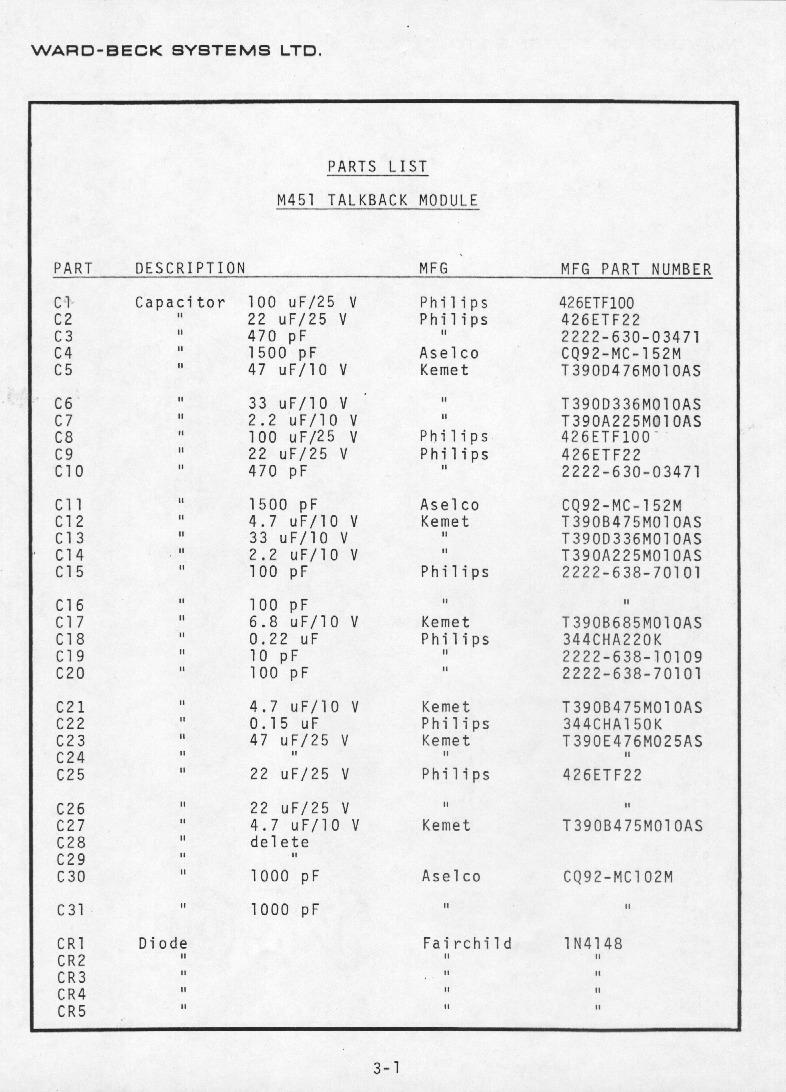 WARD-BECK SYSTEMS LTD.
PARTS LIST
M451 TALKBACK MODULE
PART DESCRIPTION MFG MFG PART NUMBER
C1 Capacitor 100 uF/25 V Philips 426ETF100
C2 " 22 uF/25 V Philips 426ETF22
C3 " 470 pF " 2222-630-03471
C4 " 1500 pF Aselco CQ92-MC-152M
C5 " 47 uF/10 V Kemet T390D476M010AS
C6 " 33 uF/10 V " T390D336M010AS
C7 " 2.2 uF/10 V " T390A225M010AS
C8 " 100 uF/25 V Philips 426ETF100
C9 " 22 uF/25 V Philips 426ETF22
C10 " 470 pF " 2222-630-03471
C11 " 1500 pF Aselco CQ92-MC-152M
C12 " 4.7 uF/10 V Kemet T390B475M010AS
C13 " 33 uF/10 V " T390D336M010AS
C14 " 2.2 uF/10 V " T390A225M010AS
C15 " 100 pF Philips 2222-638-70101
C16 " 100 pF " "
C17 " 6.8 uF/10 V Kemet T390B685M010AS
C18 " 0.22 uF Philips 344CHA220K
C19 " 10 pF " 2222-638-10109
C20 " 100 pF " 2222-638-70101
C21 " 4.7 uF/10 V Kemet T390B475M010AS
C22 " 0.15 uF Philips 344CHA150K
C23 " 47 uF/25 V Kemet T390E476M025AS
C24 " " " "
C25 " 22 uF/25 V Philips 426ETF22
C26 " 22 uF/25 V " "
C27 " 4.7 uF/10 V Kemet T390B475M010AS
C28 " delete
C29 " "
C30 " 1000 pF Aselco CQ92-MC102M
C31 " 1000 pF " "
CR1 Diode Fairchild 1N4148
CR2 " " "
CR3 " " "
CR4 " " "
CR5 " " "
3-1